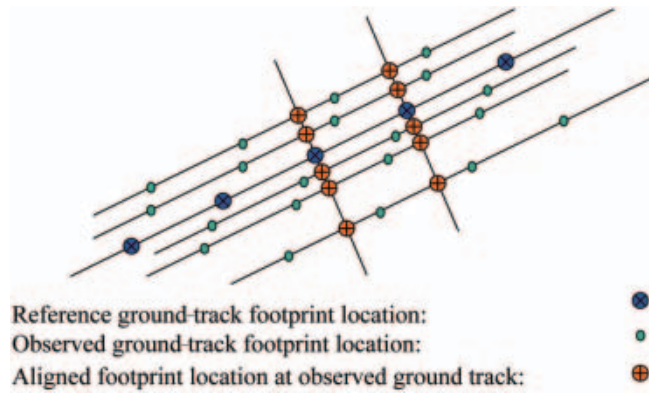 Reference ground-track footprint location:
Observed ground-track footprint location:
Aligned footprint location at observed ground track: